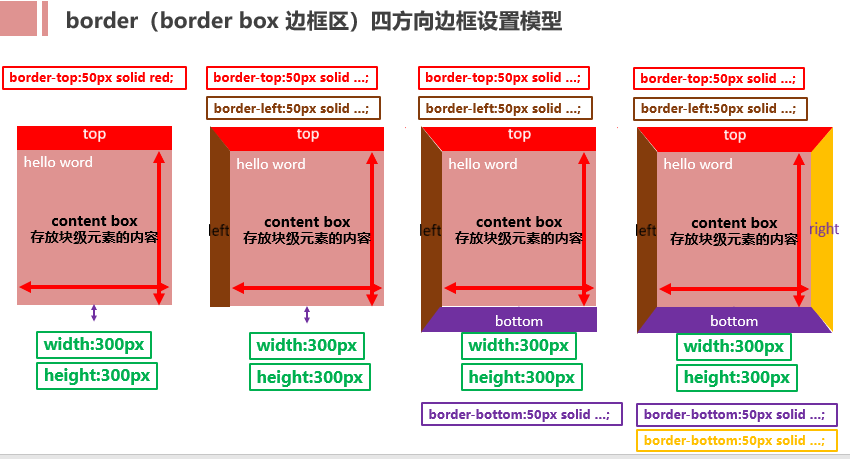 border（border box 边框区）四方向边框设置模型
border-top:50px solid red;
top
hello word
content box
存放块级元素的内容
width:300px
height:300px
border-top:50px solid ...;
border-left:50px solid ...;
top
hello word
left
content box
存放块级元素的内容
width:300px
height:300px
border-top:50px solid ...;
border-left:50px solid ...;
top
hello word
left
content box
存放块级元素的内容
bottom
width:300px
height:300px
border-bottom:50px solid ...;
border-top:50px solid ...;
border-left:50px solid ...;
top
hello word
left
content box
存放块级元素的内容
right
bottom
width:300px
height:300px
border-bottom:50px solid ...;
border-bottom:50px solid ...;